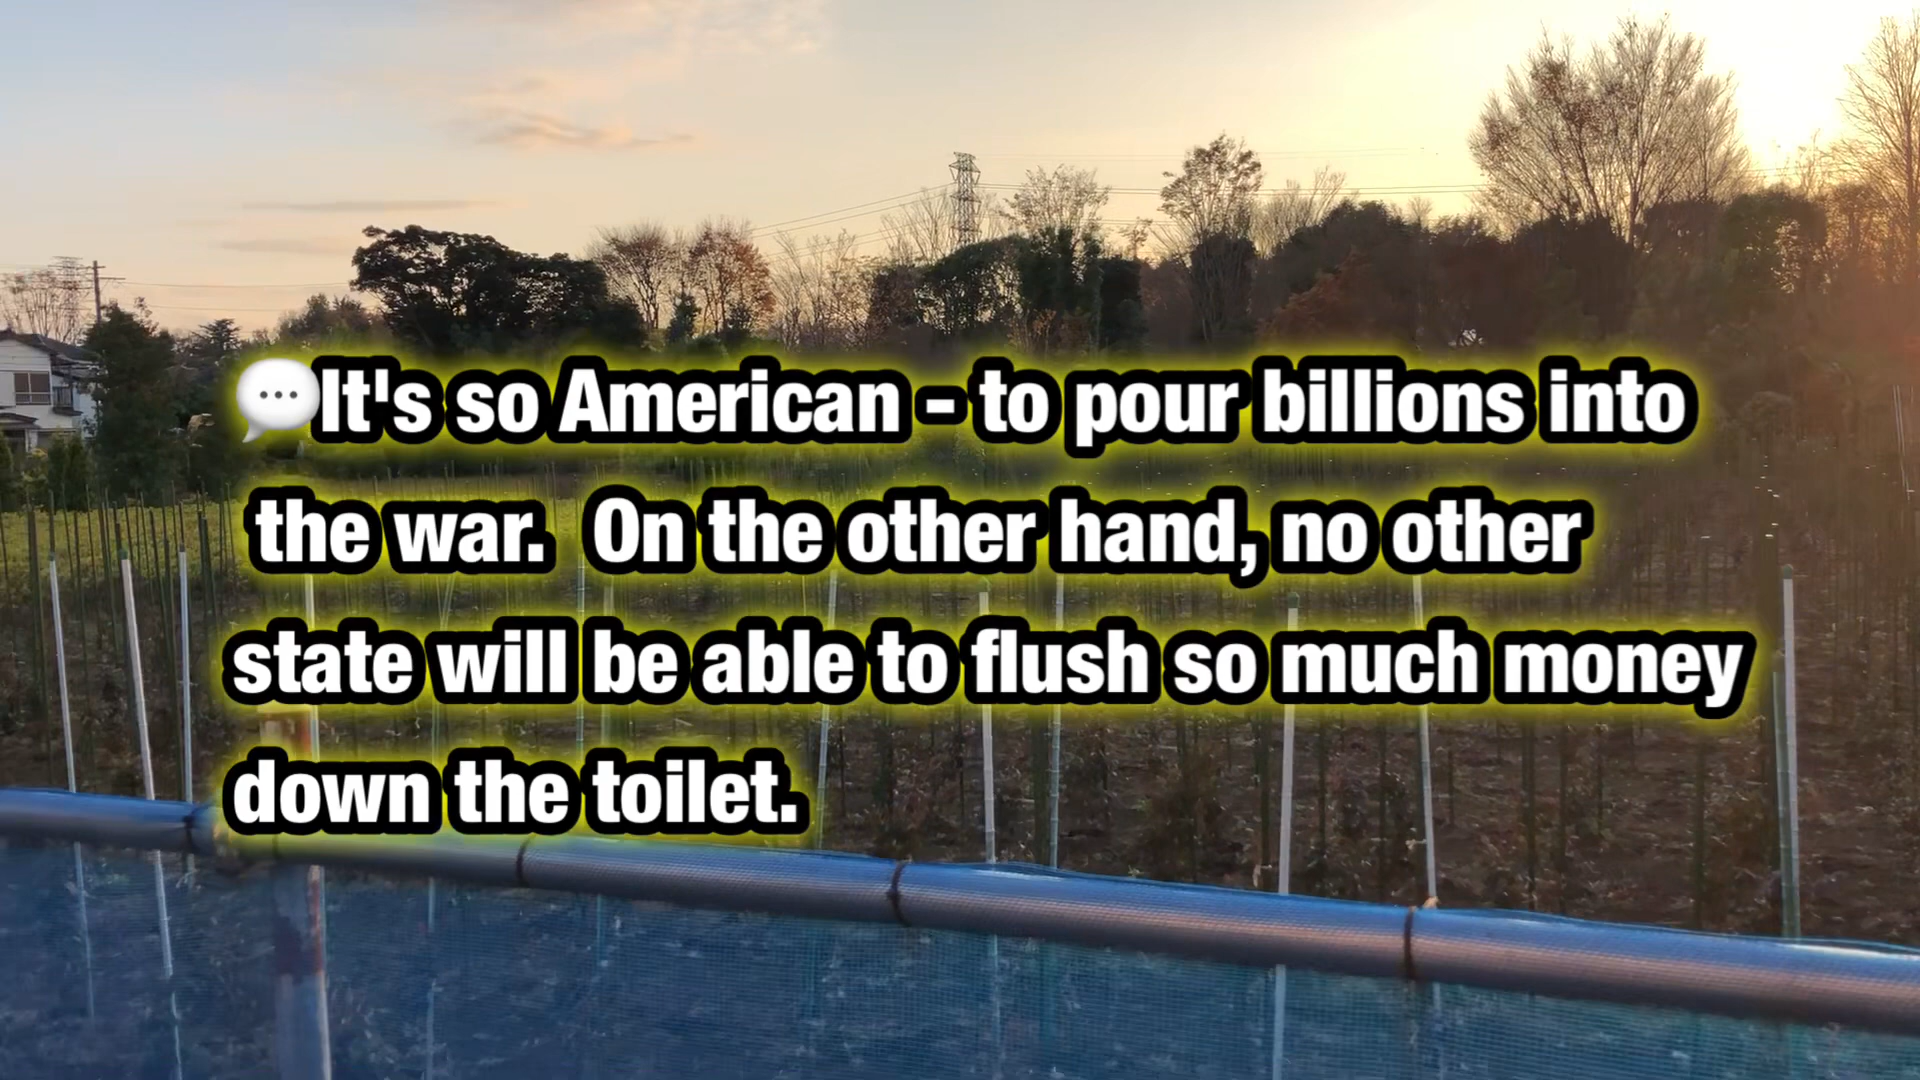 💬It's so American - to pour billions into
the war.  On the other hand, no other
state will be able to flush so much money
down the toilet.